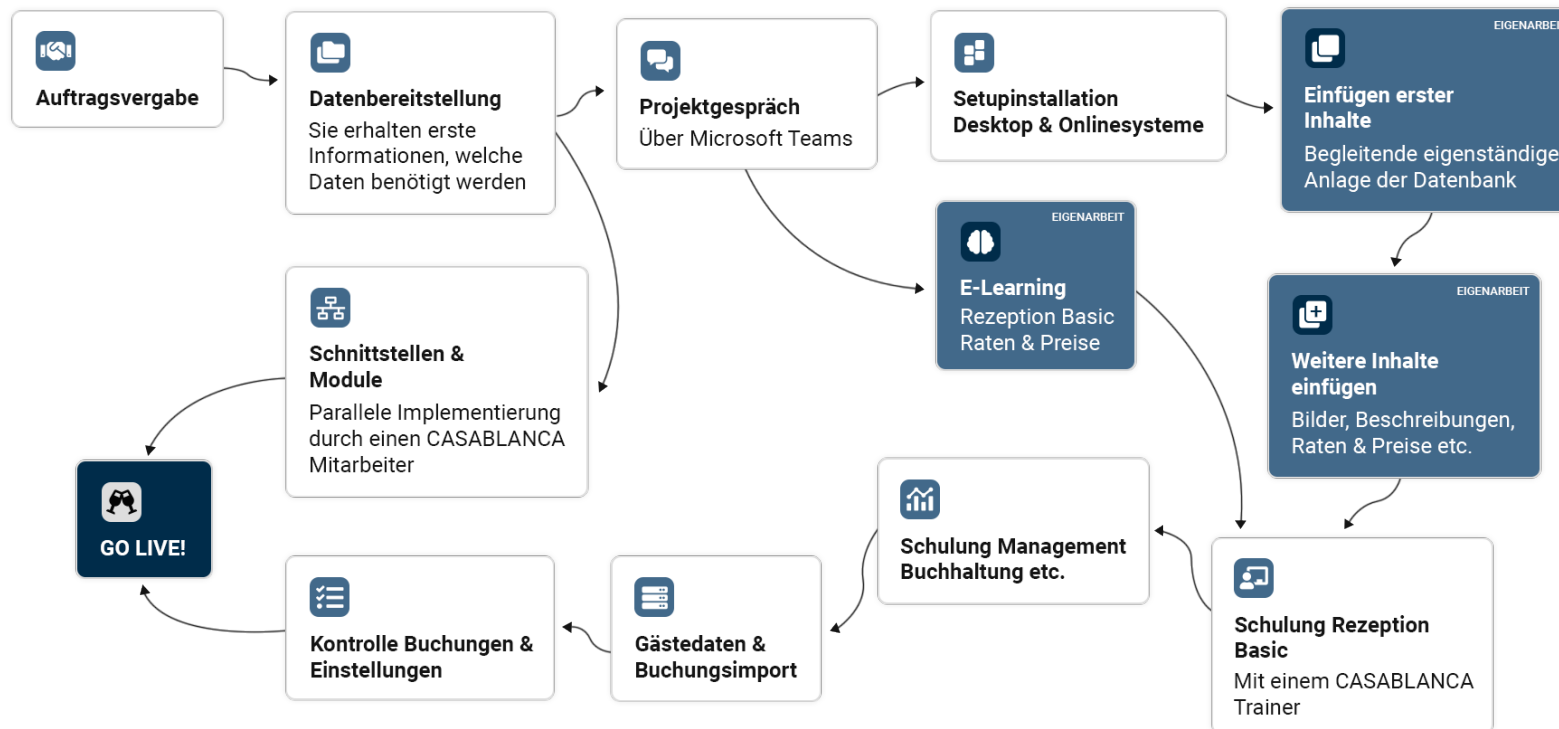 Auftragsvergabe
Datenbereitstellung
Sie erhalten erste
Informationen, welche
Daten benötigt werden
Projektgespräch
Über Microsoft Teams
Setupinstallation
Desktop & Onlinesysteme
EIGENARBEIT
Einfügen erster
Inhalte
Begleitende eigenständige
Anlage der Datenbank
EIGENARBEIT
E-Learning
Rezeption Basic
Raten & Preise
EIGENARBEIT
Weitere Inhalte
einfügen
Bilder, Beschreibungen,
Raten & Preise etc.
Schnittstellen &
Module
Parallele Implementierung
durch einen CASABLANCA
Mitarbeiter
Schulung Rezeption
Basic
Mit einem CASABLANCA
Trainer
Schulung Management
Buchhaltung etc.
Gästedaten &
Buchungsimport
Kontrolle Buchungen &
Einstellungen
GO LIVE!